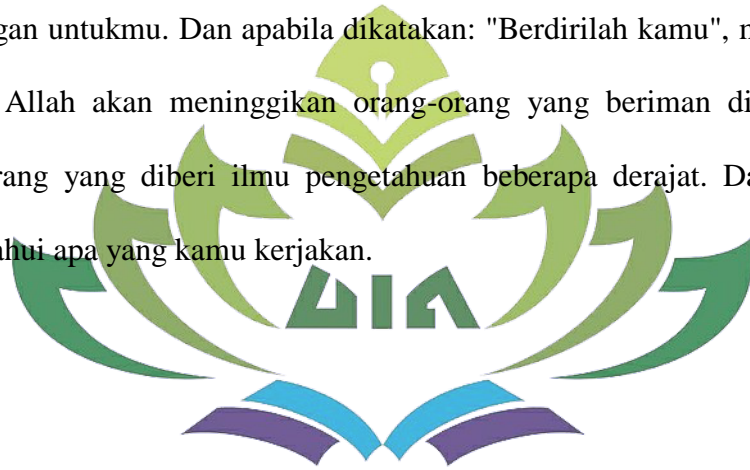 gan untukmu. Dan apabila dikatakan: "Berdirilah kamu", m
Allah akan meninggikan orang-orang yang beriman di
rang yang diberi ilmu pengetahuan beberapa derajat. Da
ahui apa yang kamu kerjakan.
UIN